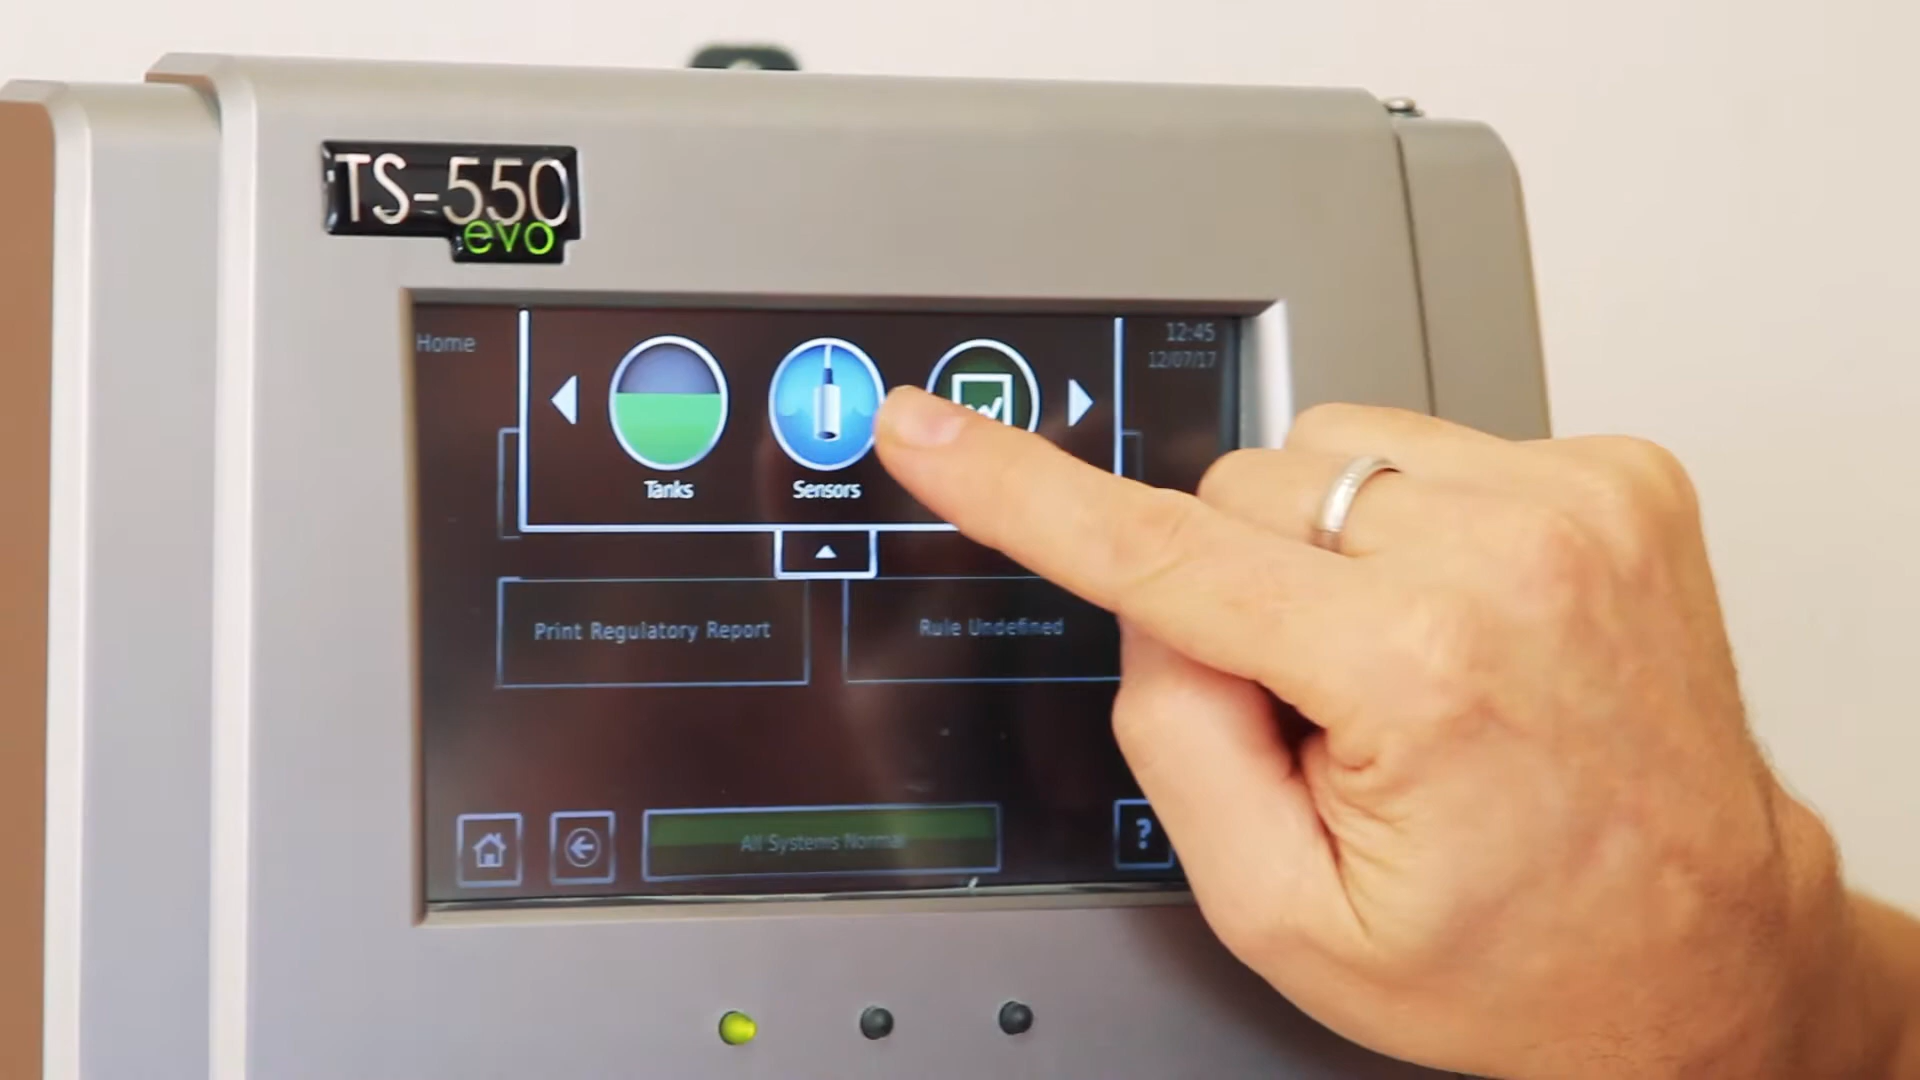 TS-550
evo
Home
12:45
12/07/17
Tanks
Sensors
Print Regulatory Report
Rule Undefined
All Systems Normal
?